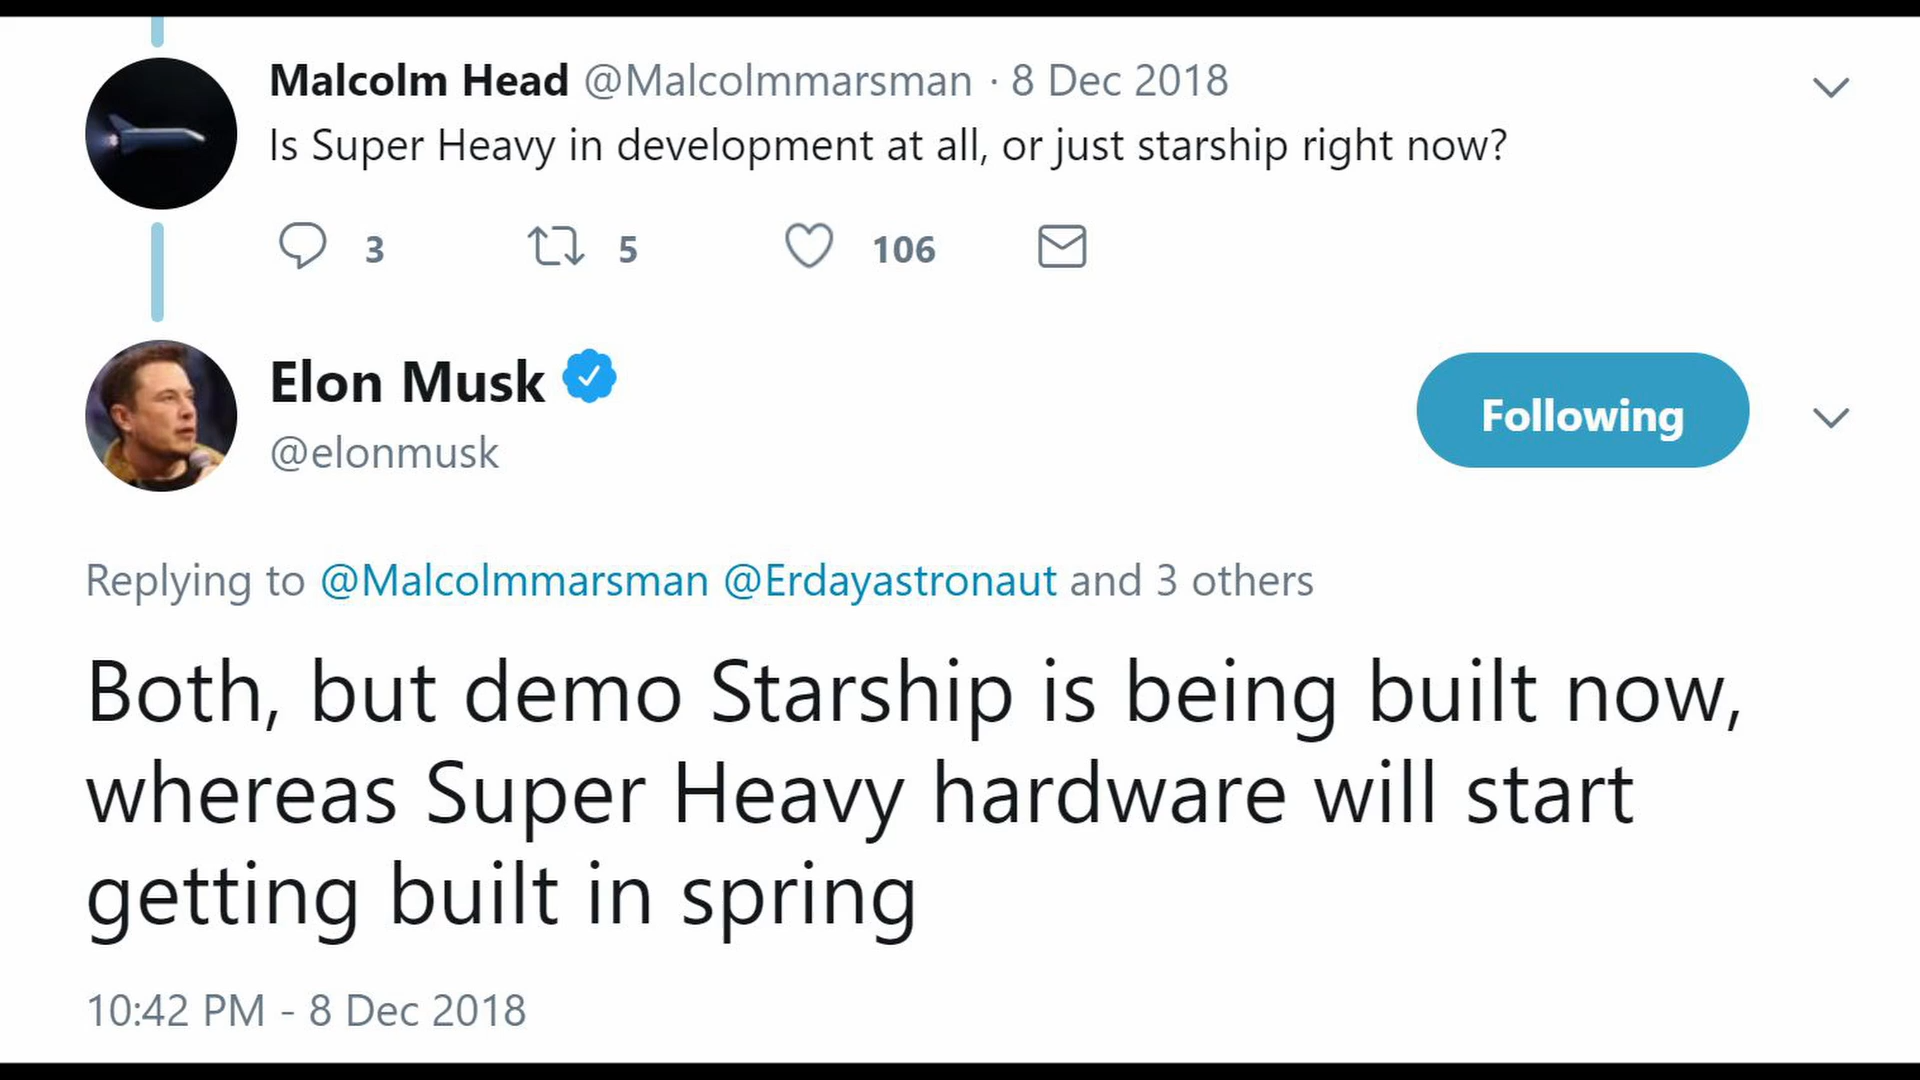 Malcolm Head @Malcolmmarsman · 8 Dec 2018
Is Super Heavy in development at all, or just starship right now?
3 5 106
Elon Musk
@elonmusk
Following
Replying to @Malcolmmarsman @Erdayastronaut and 3 others
Both, but demo Starship is being built now,
whereas Super Heavy hardware will start
getting built in spring
10:42 PM - 8 Dec 2018